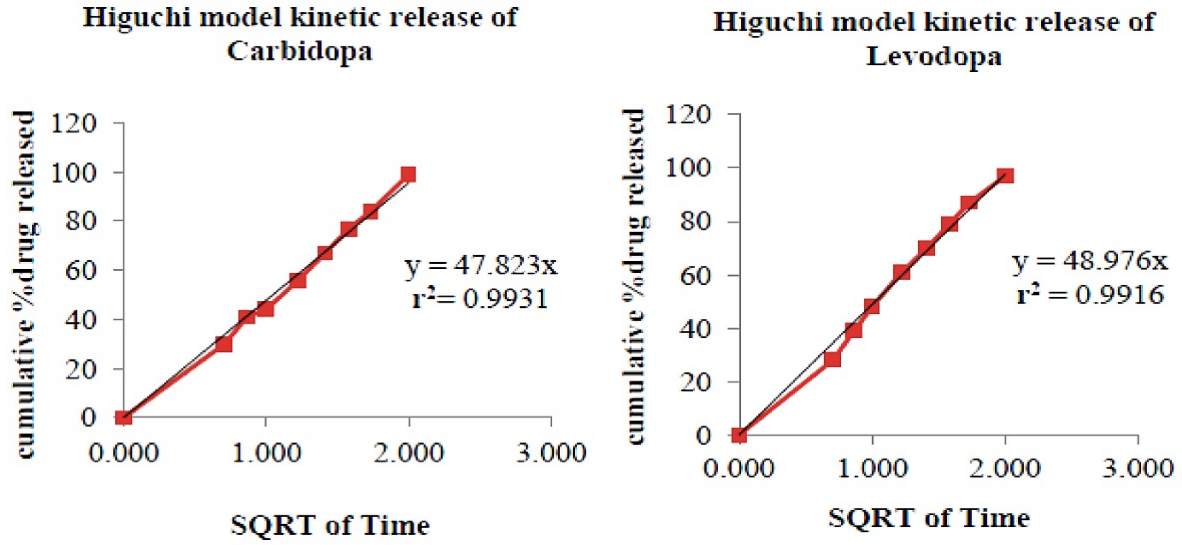 Higuchi model kinetic release of
Carbidopa
cumulative %drug released
120
100
80
60
40
20
0
y = 47.823x
r²= 0.9931
0.000 1.000 2.000 3.000
SQRT of Time
Higuchi model kinetic release of
Levodopa
cumulative %drug released
120
100
80
60
40
20
0
y = 48.976x
r² = 0.9916
0.000 1.000 2.000 3.000
SQRT of Time